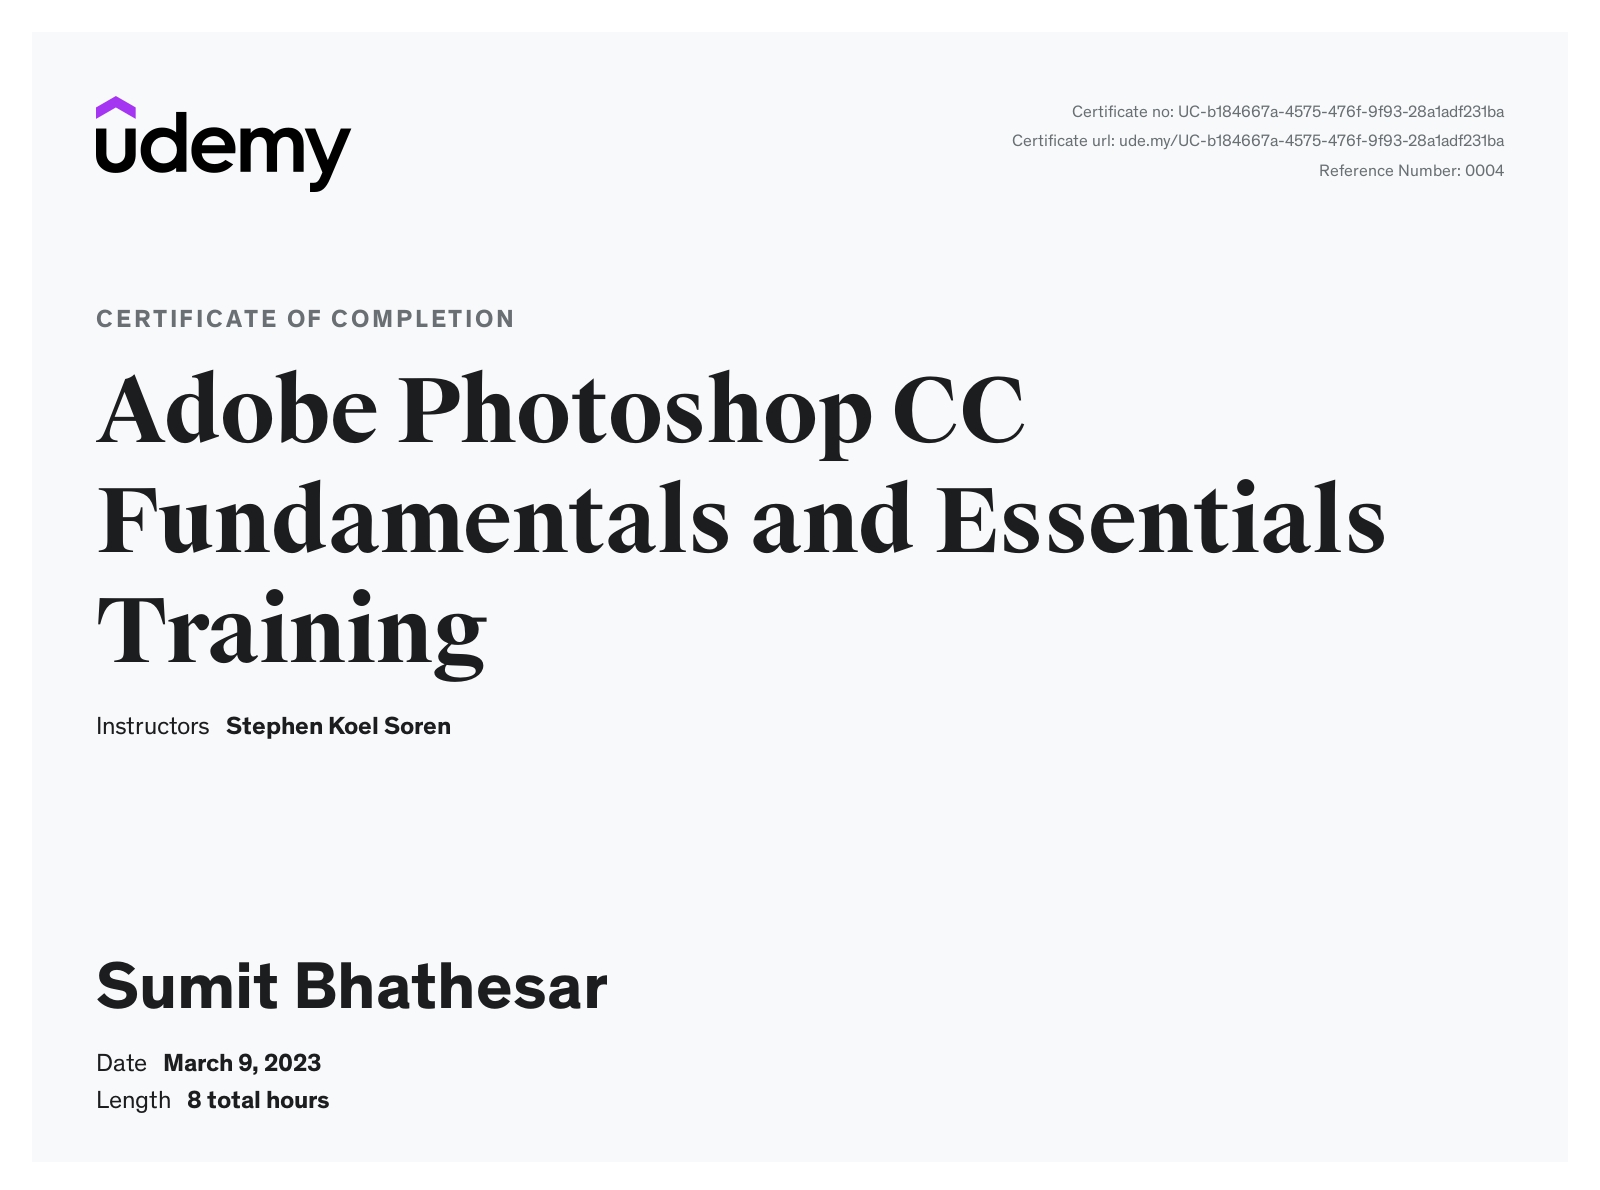 udemy
Certificate no: UC-b184667a-4575-476f-9f93-28a1adf231ba
Certificate url: ude.my/UC-b184667a-4575-476f-9f93-28a1adf231ba
Reference Number: 0004
CERTIFICATE OF COMPLETION
Adobe Photoshop CC
Fundamentals and Essentials
Training
Instructors Stephen Koel Soren
Sumit Bhathesar
Date March 9, 2023
Length 8 total hours